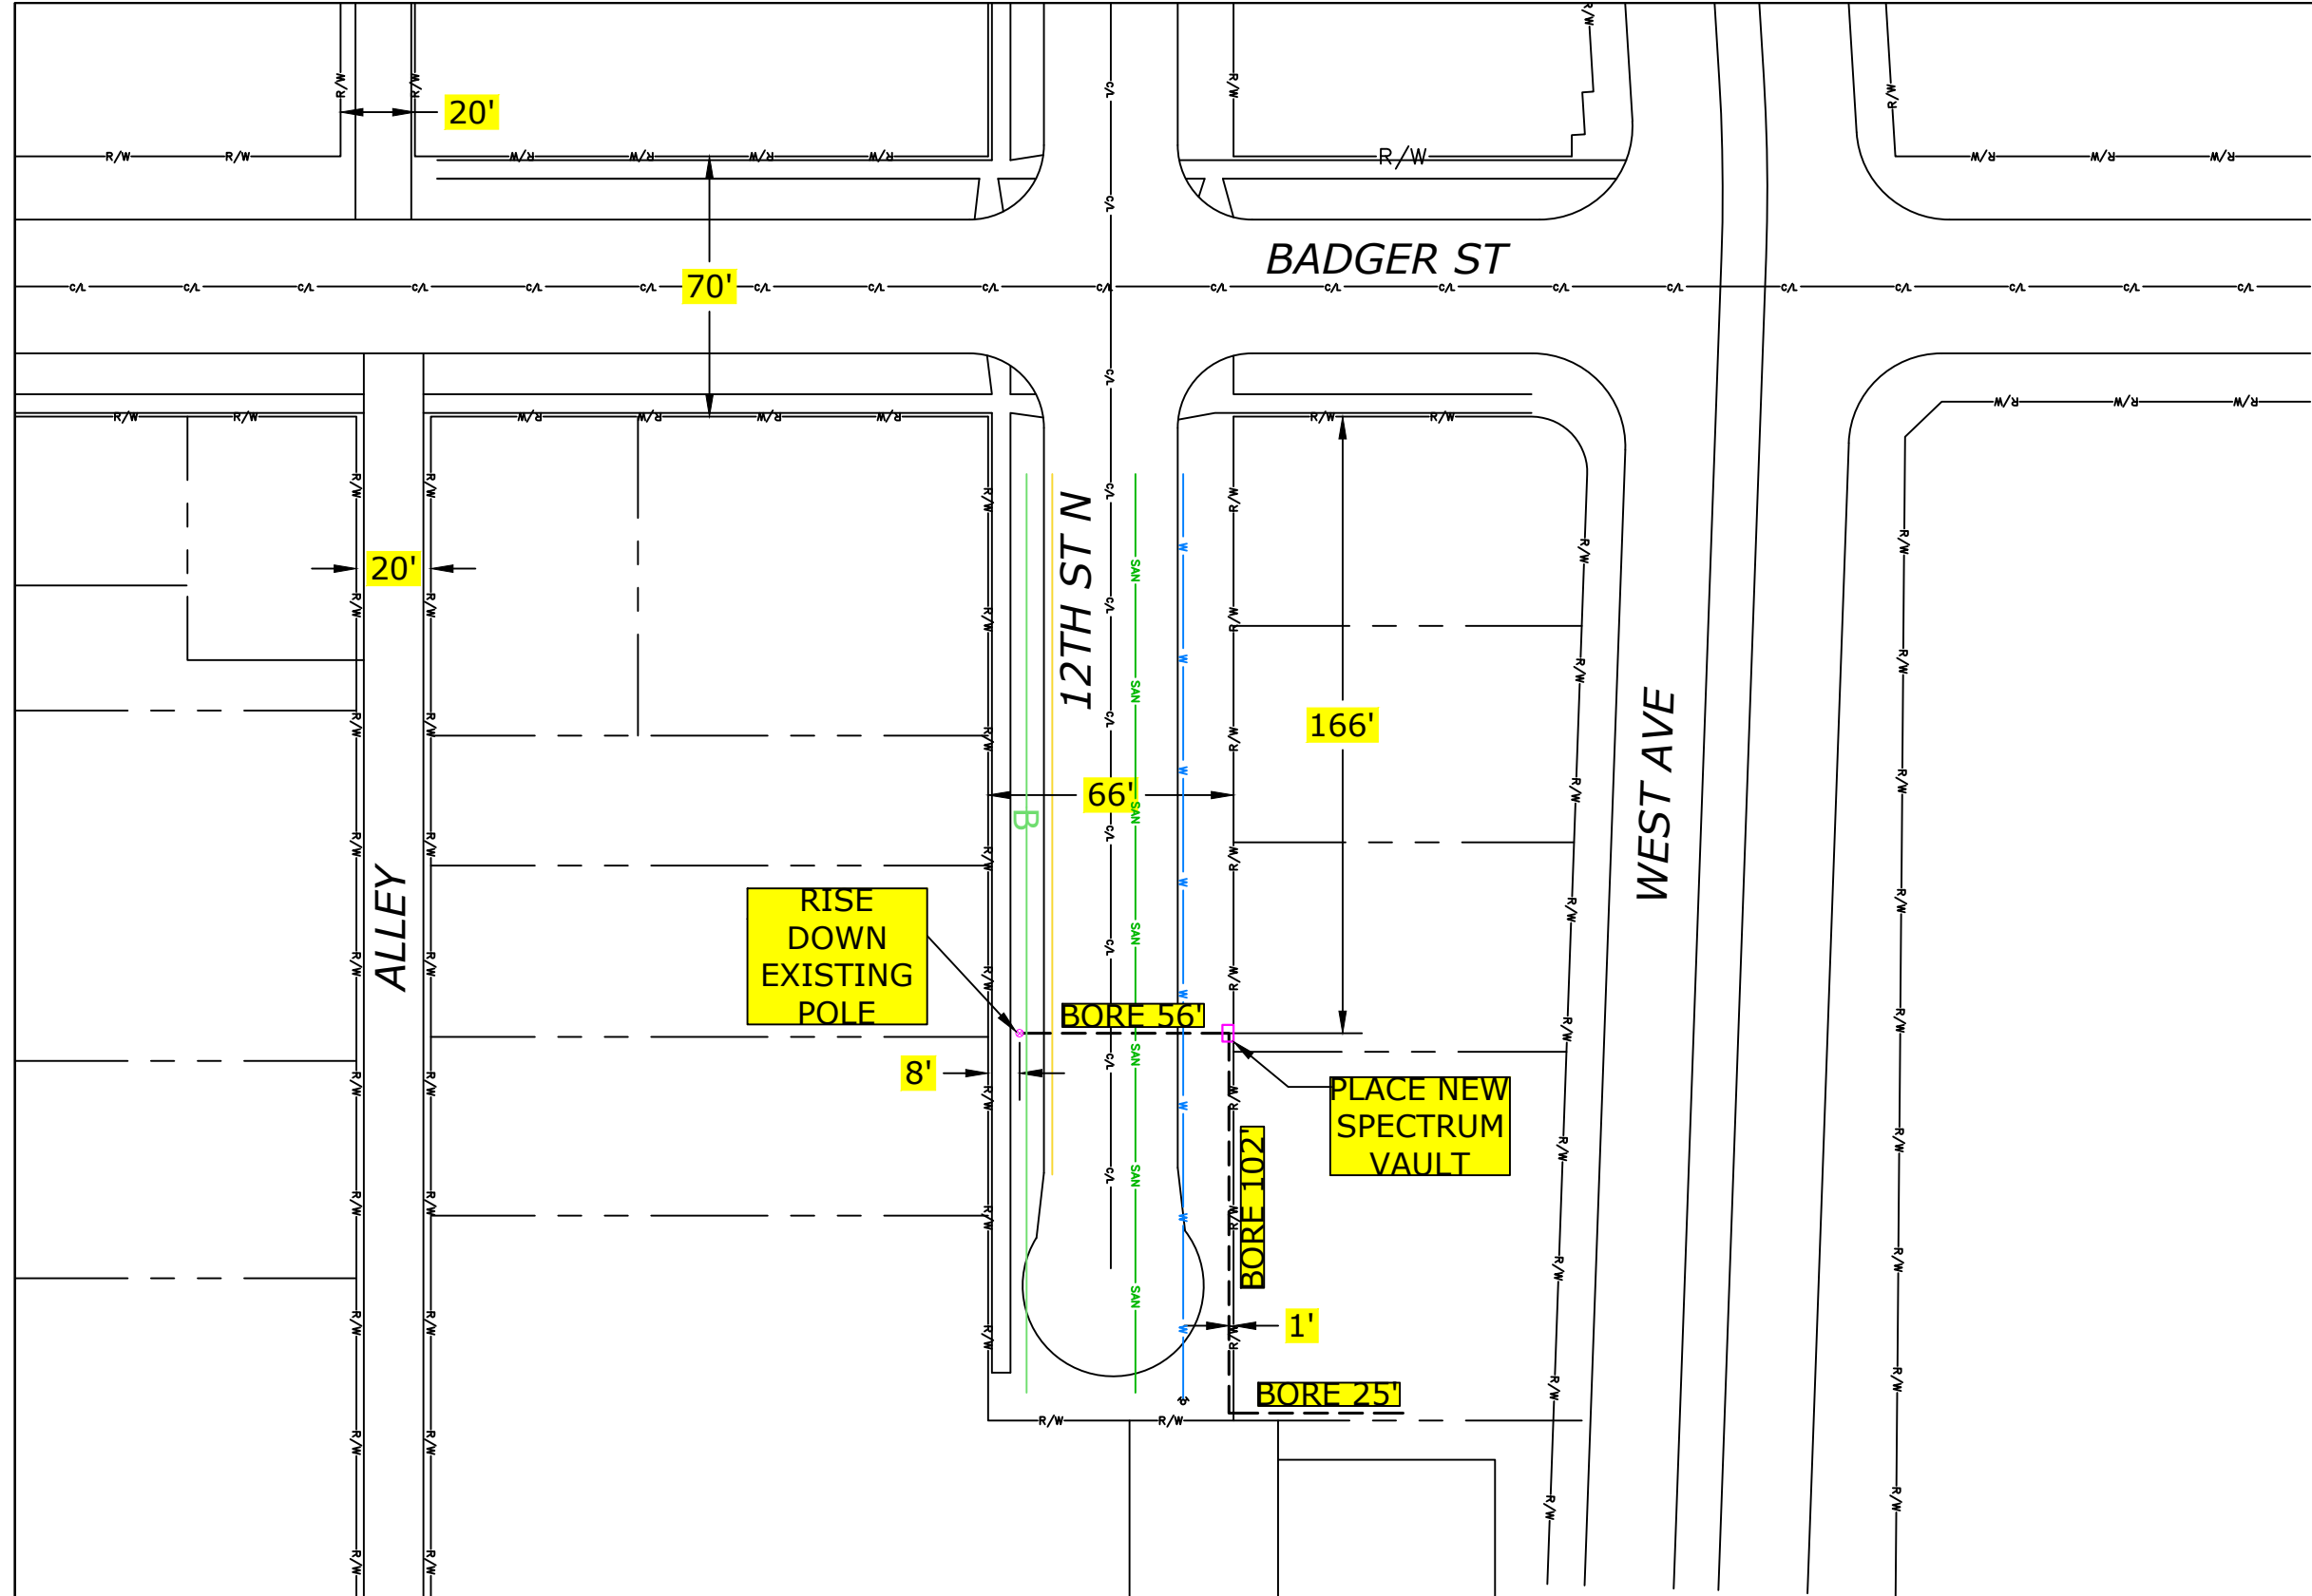 20'
BADGER ST
70'
12TH ST N
20'
166'
WEST AVE
66'
B
ALLEY
RISE
DOWN
EXISTING
POLE
BORE 56'
8'
PLACE NEW
SPECTRUM
VAULT
BORE 102'
1'
BORE 25'
R/W
C/L
SAN
W